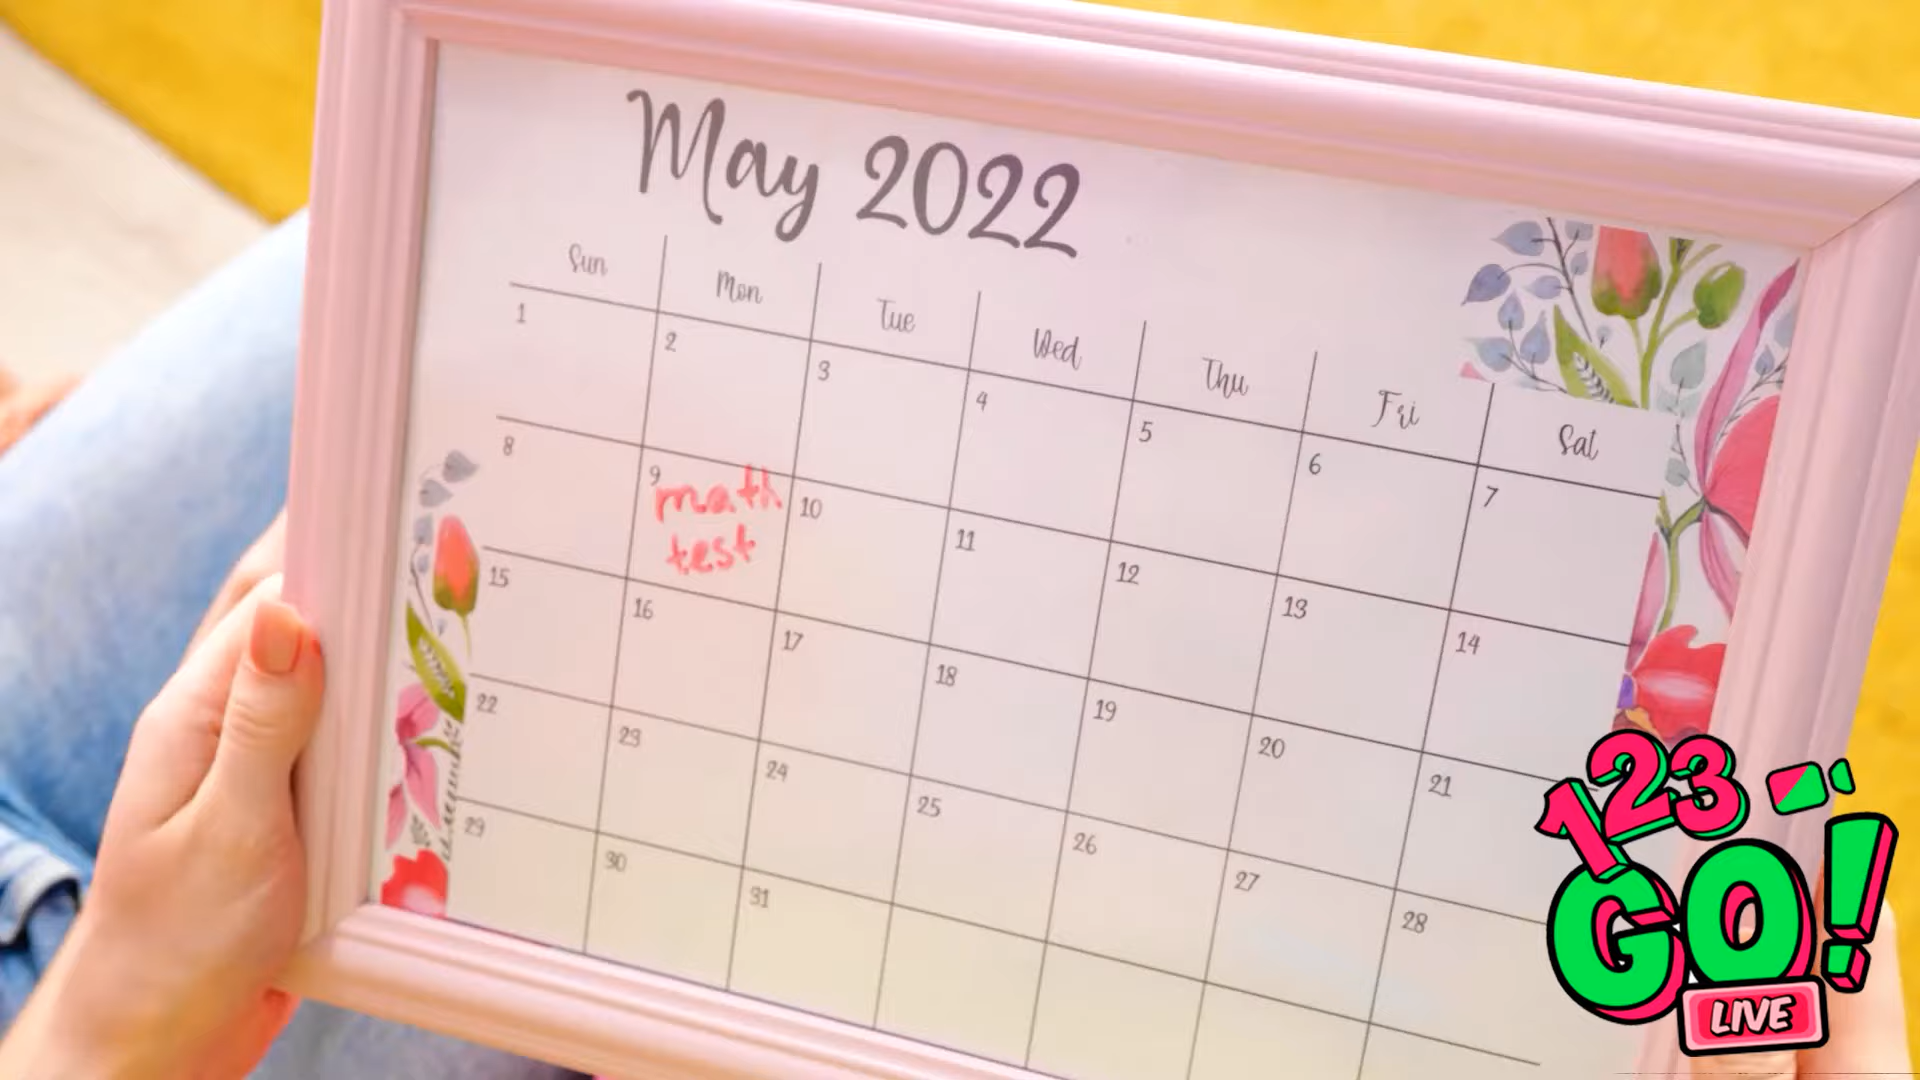 May 2022
Sun Mon Tue Wed Thu Fri Sat
1 2 3 4 5 6 7
8 9 10 11 12 13 14
math
test
15 16 17 18 19 20 21
22 23 24 25 26 27 28
29 30 31
123
GO!
LIVE